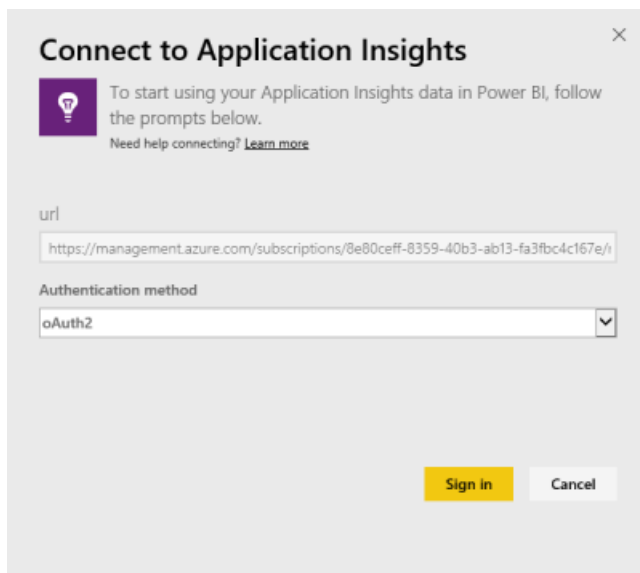 Connect to Application Insights
To start using your Application Insights data in Power BI, follow
the prompts below.
Need help connecting? Learn more
url
https://management.azure.com/subscriptions/8e80ceff-8359-40b3-ab13-fa3fbc4c167e/
Authentication method
oAuth2
Sign in
Cancel